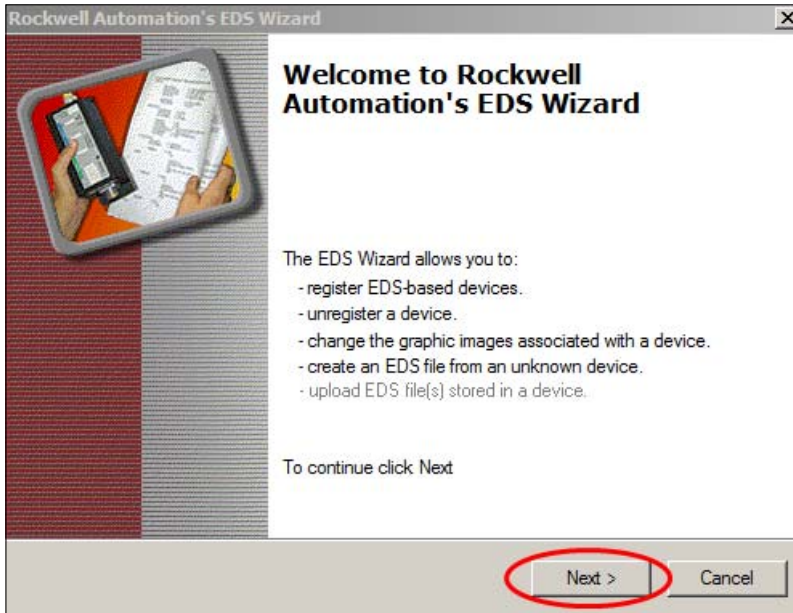 Rockwell Automation's EDS Wizard
Welcome to Rockwell
Automation's EDS Wizard
The EDS Wizard allows you to:
- register EDS-based devices.
- unregister a device.
- change the graphic images associated with a device.
- create an EDS file from an unknown device.
- upload EDS file(s) stored in a device.
To continue click Next
Next >
Cancel